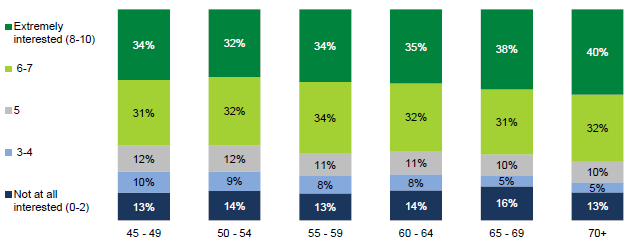 Extremely
interested (8-10)
6-7
5
3-4
Not at all
interested (0-2)
34% 32% 34% 35% 38% 40%
31% 32% 34% 32% 31% 32%
12% 12% 11% 11% 10% 10%
10% 9% 8% 8% 5% 5%
13% 14% 13% 14% 16% 13%
45 - 49 50 - 54 55 - 59 60 - 64 65 - 69 70+